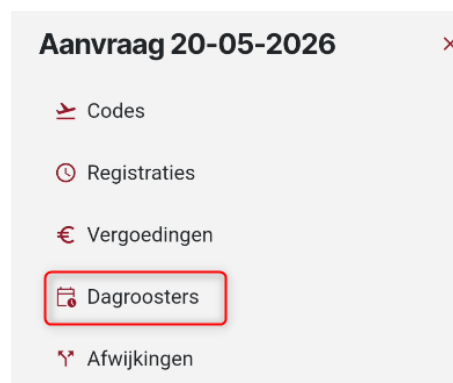 Aanvraag 20-05-2026
Codes
Registraties
Vergoedingen
Dagroosters
Afwijkingen